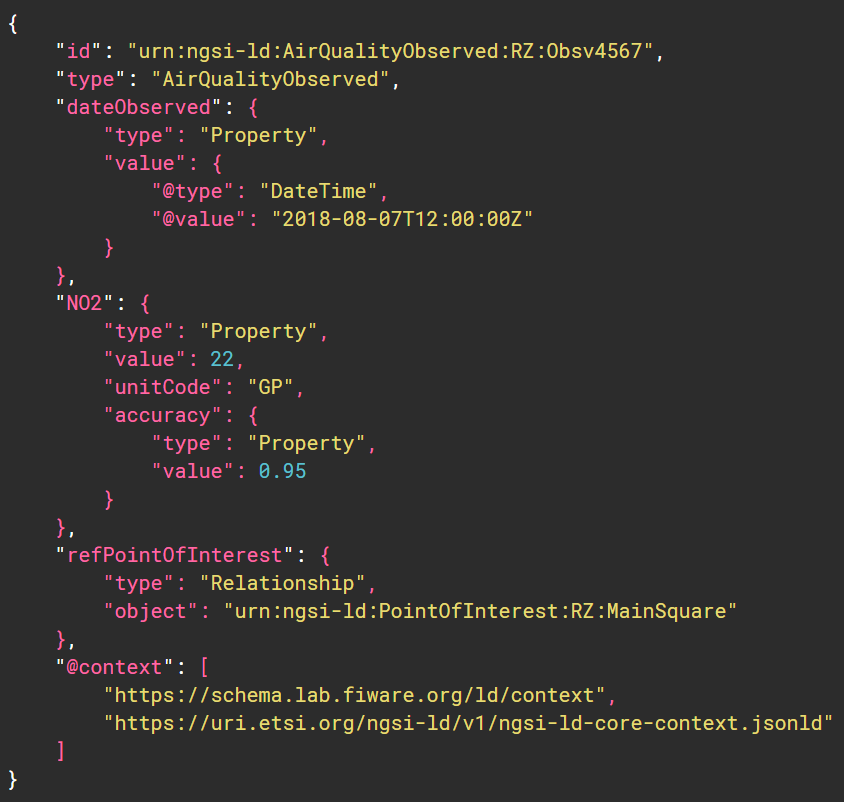 {
    "id": "urn:ngsi-ld:AirQualityObserved:RZ:Obsv4567",
    "type": "AirQualityObserved",
    "dateObserved": {
        "type": "Property",
        "value": {
            "@type": "DateTime",
            "@value": "2018-08-07T12:00:00Z"
        }
    },
    "NO2": {
        "type": "Property",
        "value": 22,
        "unitCode": "GP",
        "accuracy": {
            "type": "Property",
            "value": 0.95
        }
    },
    "refPointOfInterest": {
        "type": "Relationship",
        "object": "urn:ngsi-ld:PointOfInterest:RZ:MainSquare"
    },
    "@context": [
        "https://schema.lab.fiware.org/ld/context",
        "https://uri.etsi.org/ngsi-ld/v1/ngsi-ld-core-context.jsonld"
    ]
}